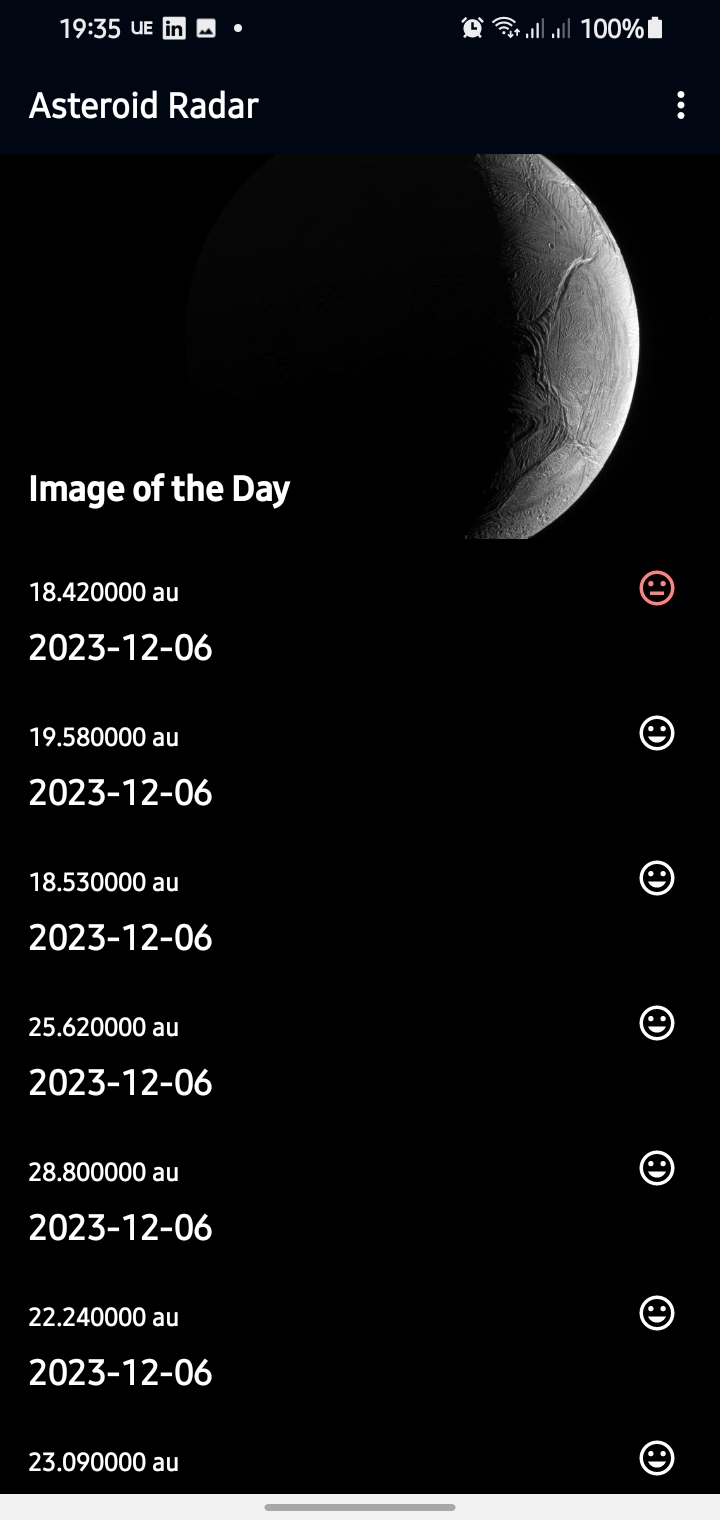 19:35 UE in 100%
Asteroid Radar
Image of the Day
18.420000 au
2023-12-06
19.580000 au
2023-12-06
18.530000 au
2023-12-06
25.620000 au
2023-12-06
28.800000 au
2023-12-06
22.240000 au
2023-12-06
23.090000 au